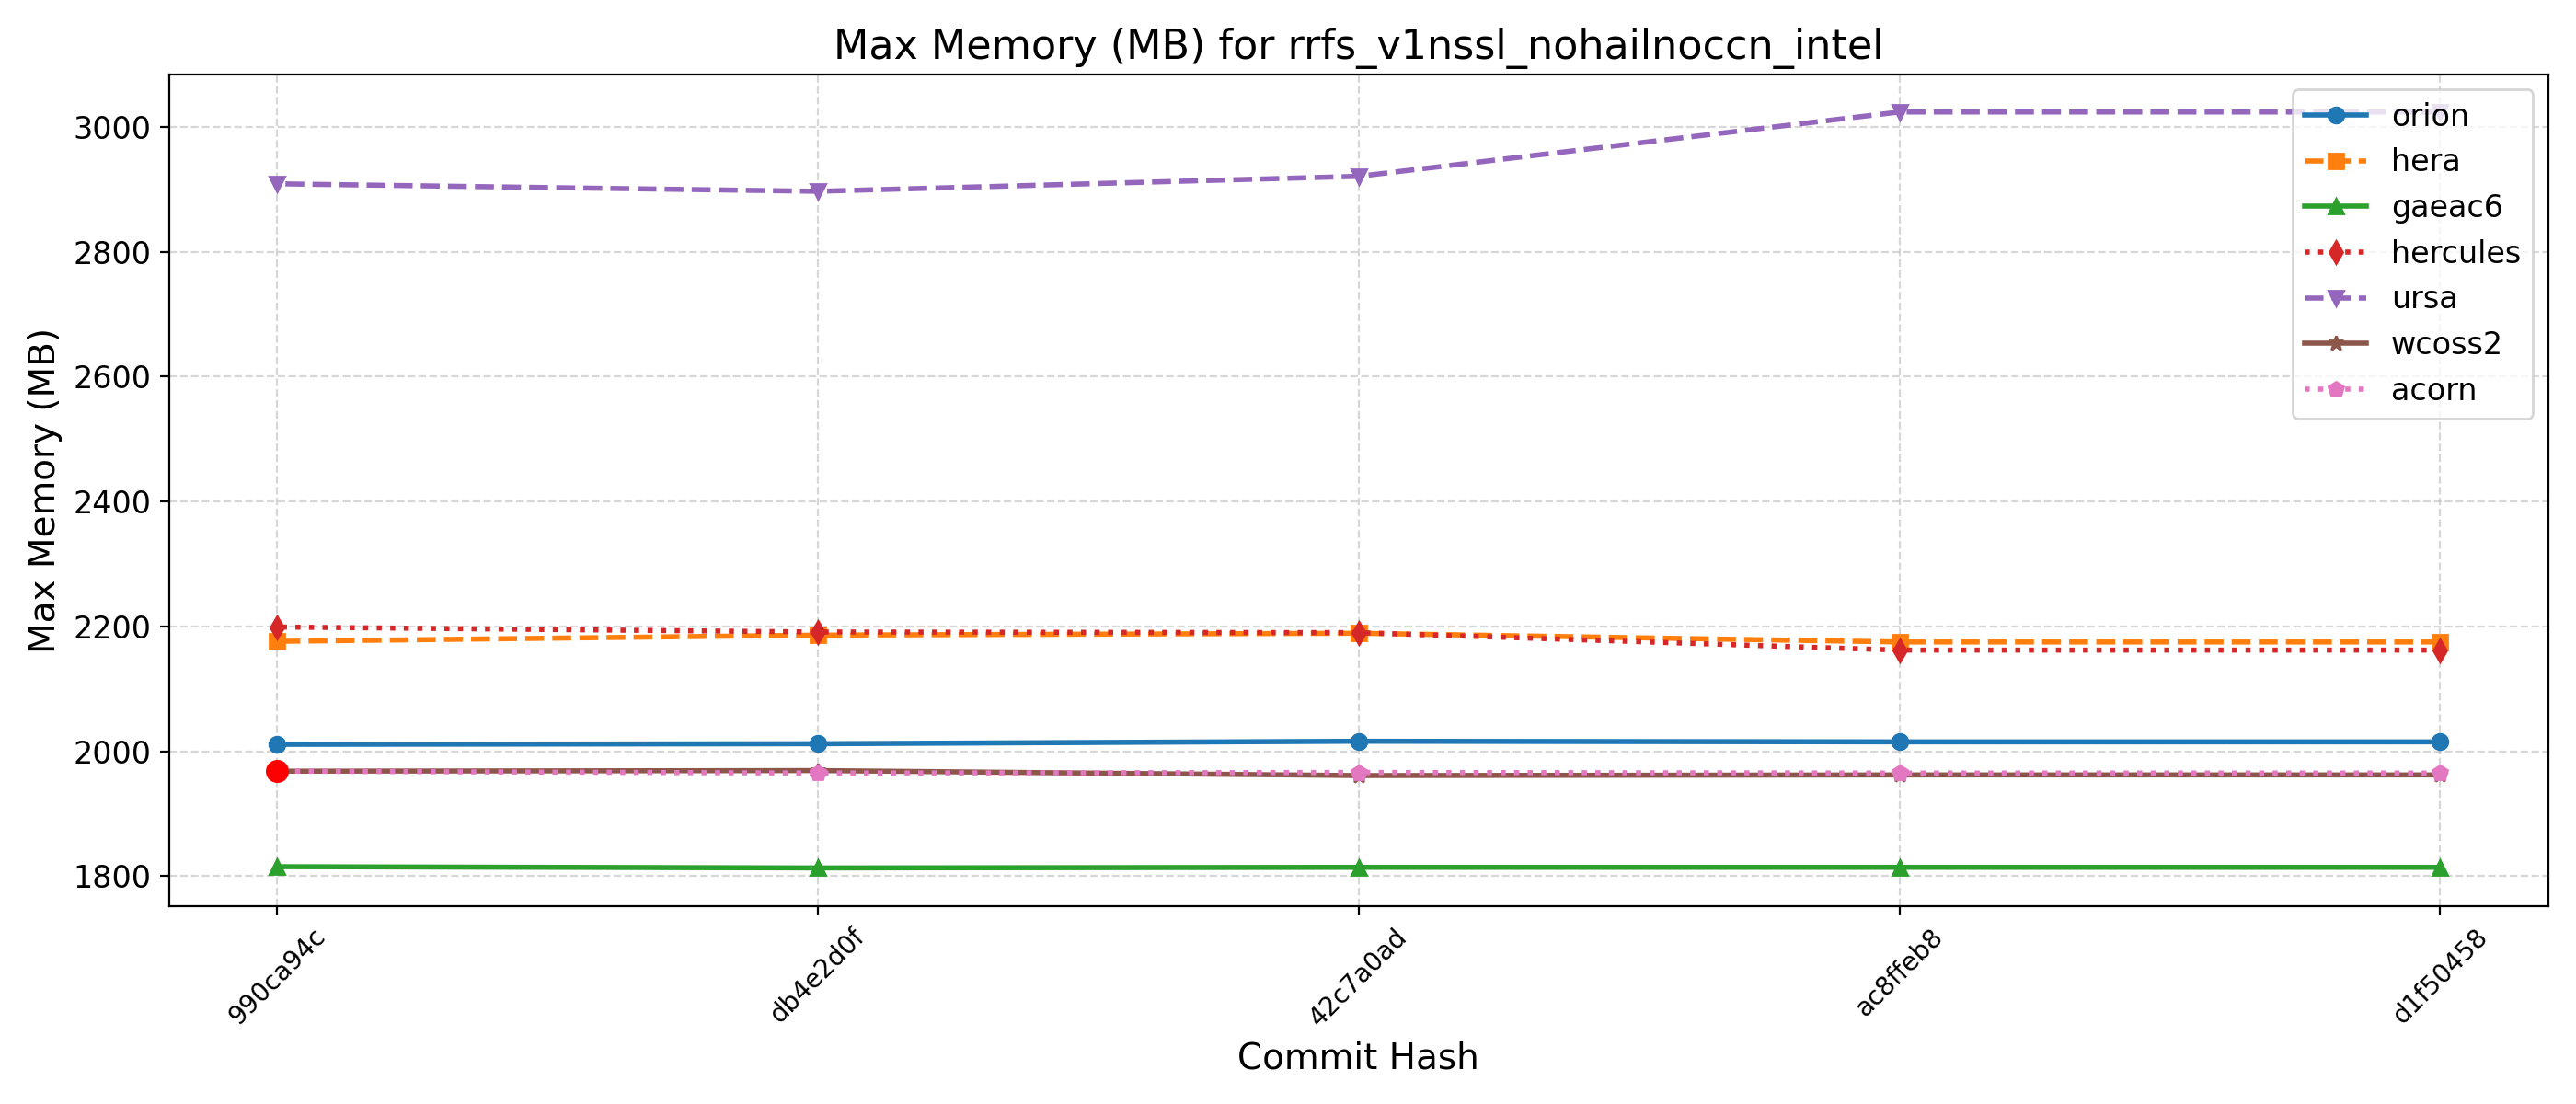 Max Memory (MB) for rrfs_v1nssl_nohailnoccn_intel
Max Memory (MB)
3000
2800
2600
2400
2200
2000
1800
orion
hera
gaeac6
hercules
ursa
wcoss2
acorn
990ca94c
db4e2d0f
42c7a0ad
ac8ffeb8
d1f50458
Commit Hash